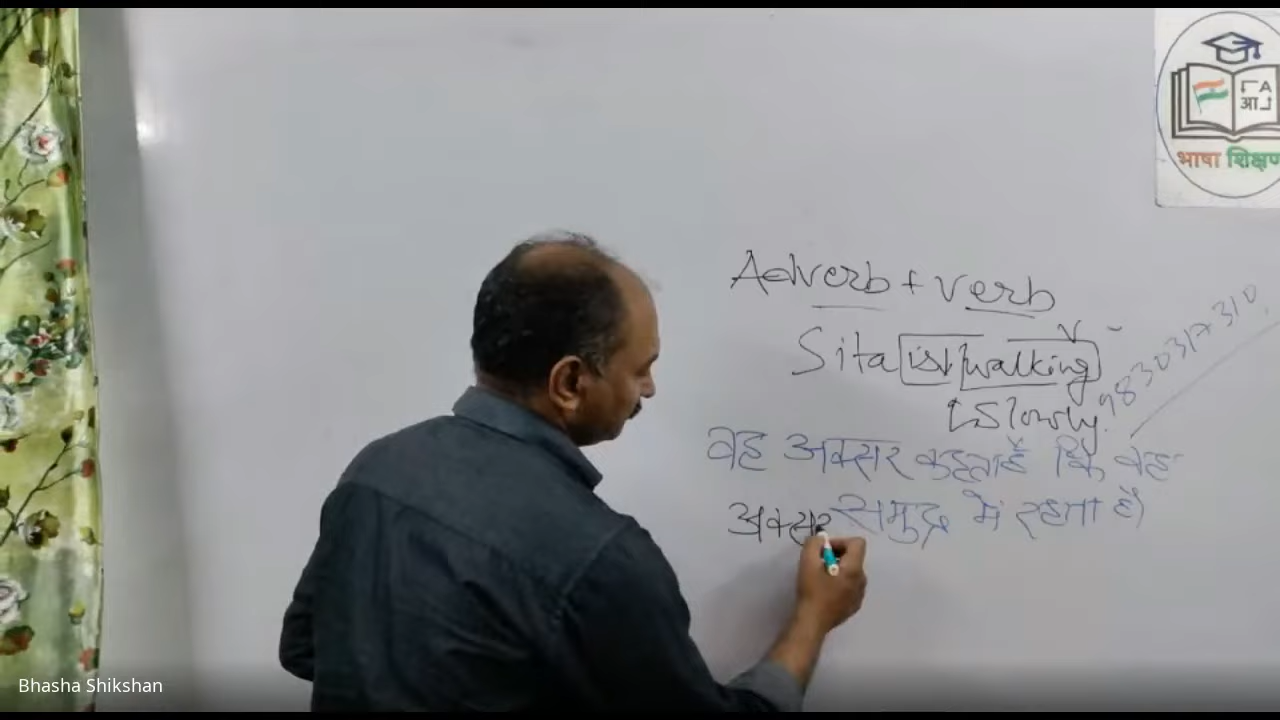 Adverb + Verb
Sita is walking
Slowly.
9830317310
वह अक्सर कहता है कि वह
अक्सर समुद्र में रहता है।
A
आ
भाषा शिक्षण
Bhasha Shikshan